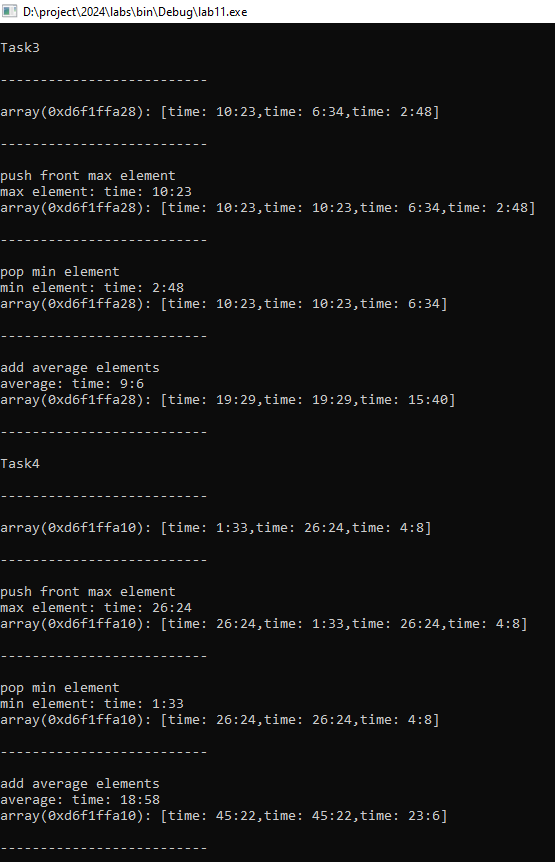 D:\project\2024\labs\bin\Debug\lab11.exe
Task3
--------------------------
array(0xd6f1ffa28): [time: 10:23,time: 6:34,time: 2:48]
--------------------------
push front max element
max element: time: 10:23
array(0xd6f1ffa28): [time: 10:23,time: 10:23,time: 6:34,time: 2:48]
--------------------------
pop min element
min element: time: 2:48
array(0xd6f1ffa28): [time: 10:23,time: 10:23,time: 6:34]
--------------------------
add average elements
average: time: 9:6
array(0xd6f1ffa28): [time: 19:29,time: 19:29,time: 15:40]
--------------------------
Task4
--------------------------
array(0xd6f1ffa10): [time: 1:33,time: 26:24,time: 4:8]
--------------------------
push front max element
max element: time: 26:24
array(0xd6f1ffa10): [time: 26:24,time: 1:33,time: 26:24,time: 4:8]
--------------------------
pop min element
min element: time: 1:33
array(0xd6f1ffa10): [time: 26:24,time: 26:24,time: 4:8]
--------------------------
add average elements
average: time: 18:58
array(0xd6f1ffa10): [time: 45:22,time: 45:22,time: 23:6]
--------------------------